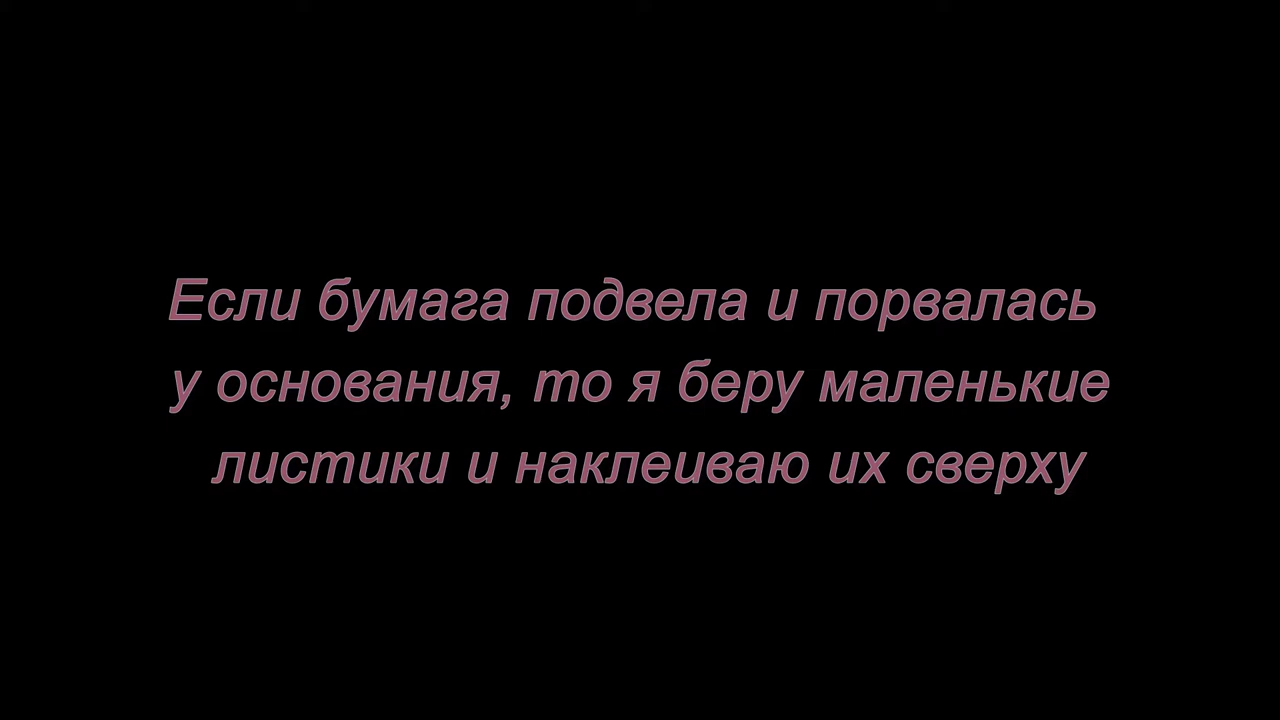 Если бумага подвела и порвалась
у основания, то я беру маленькие
листики и наклеиваю их сверху